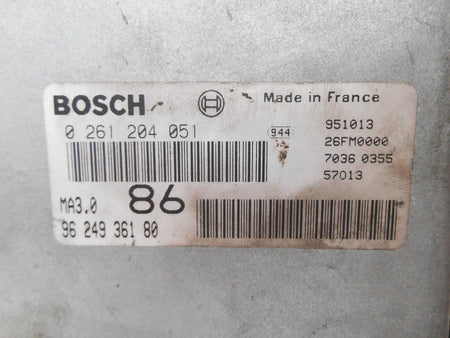 BOSCH Made in France
0 261 204 051 944 951013
26FM0000
7036 0355
57013
MA3.0 86
96 249 361 80